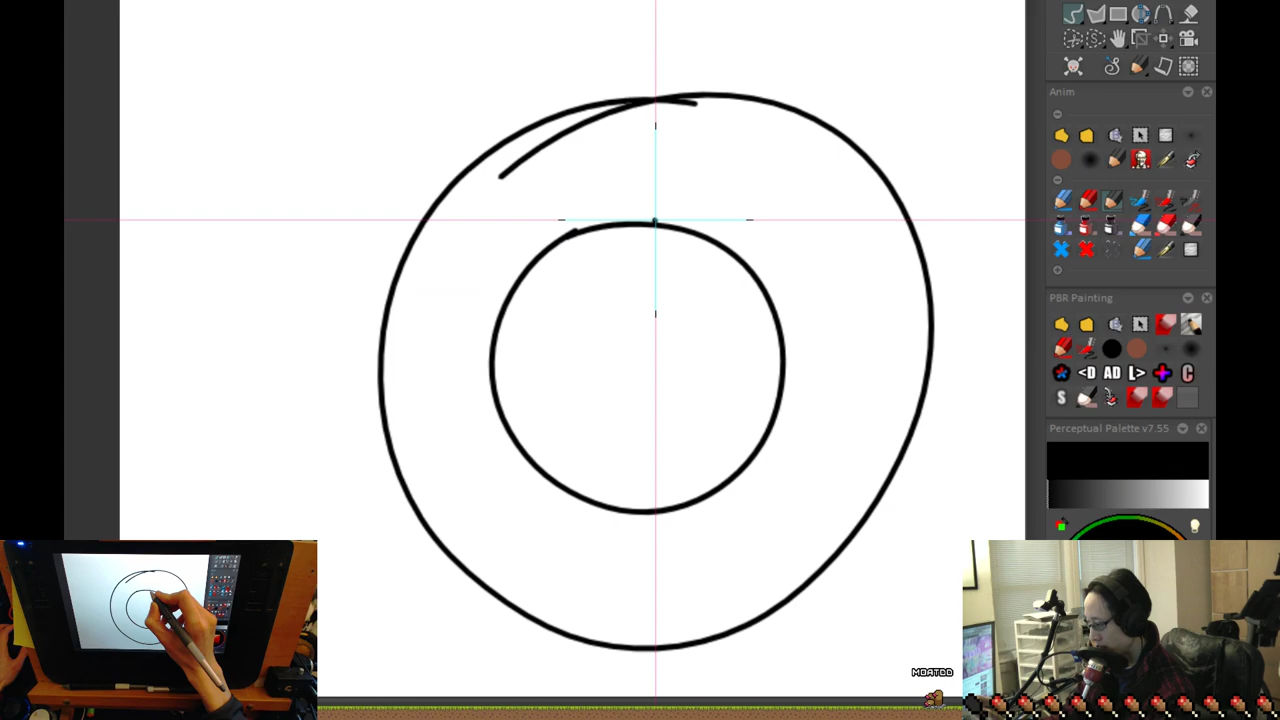 Anim
PBR Painting
<D AD L> C
S
Perceptual Palette v7.55
MOATDD